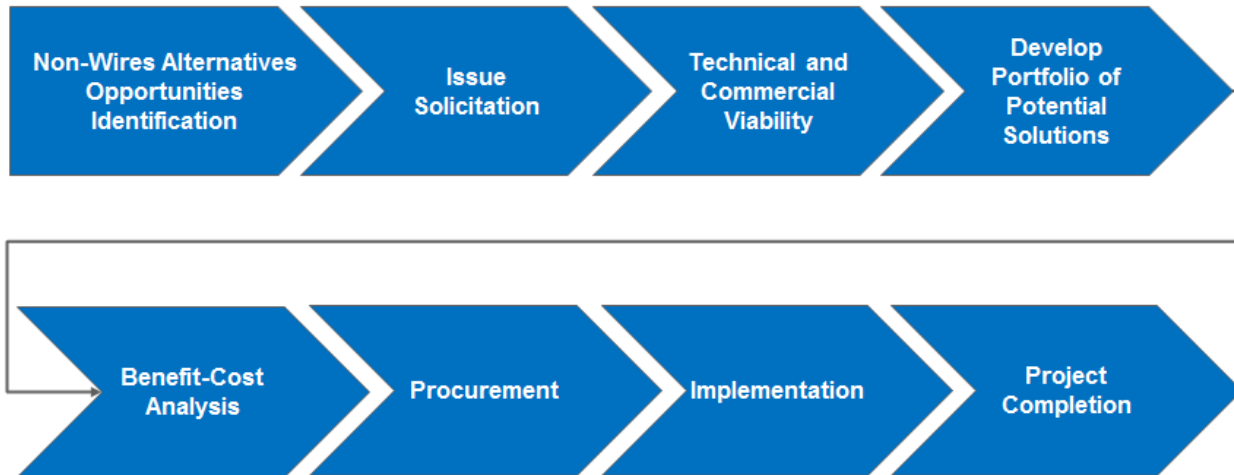 Non-Wires Alternatives
Opportunities
Identification
Issue
Solicitation
Technical and
Commercial
Viability
Develop
Portfolio of
Potential
Solutions
Benefit-Cost
Analysis
Procurement
Implementation
Project
Completion